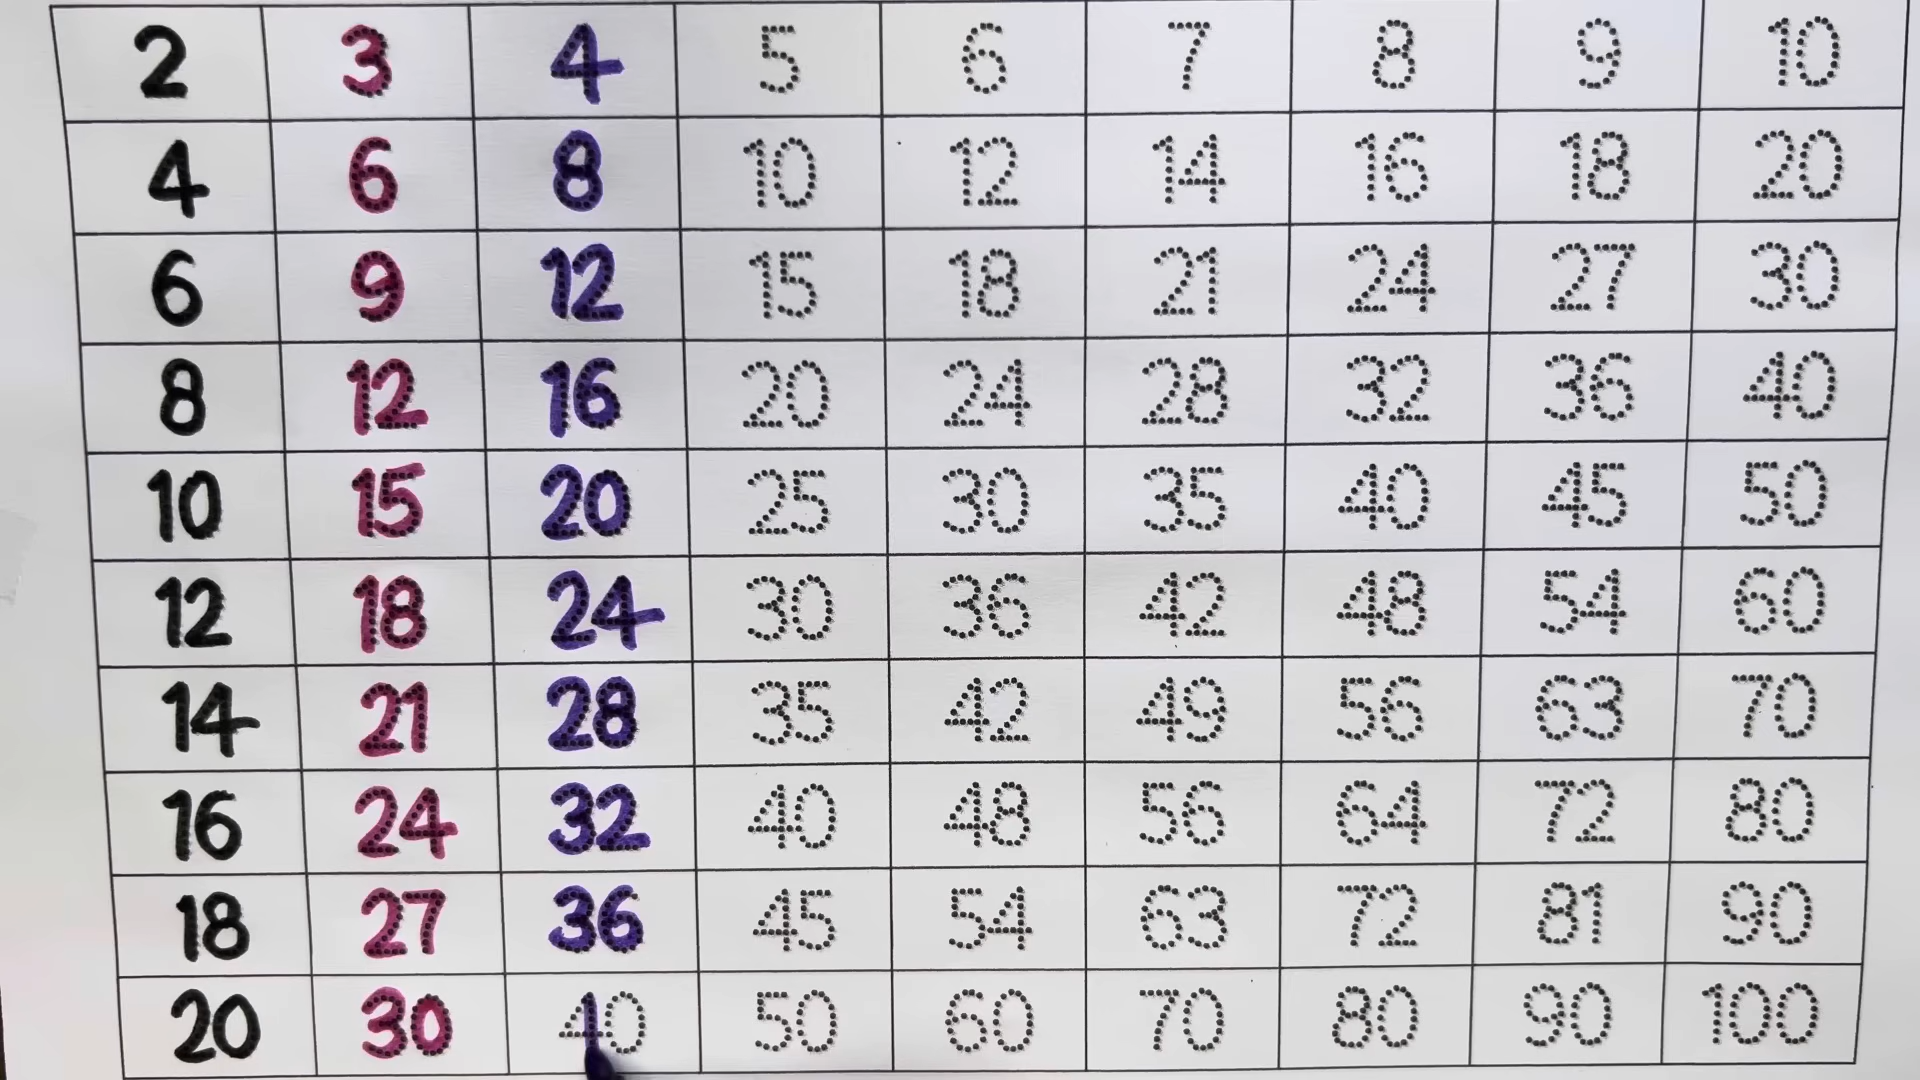 2 3 4 5 6 7 8 9 10
4 6 8 10 12 14 16 18 20
6 9 12 15 18 21 24 27 30
8 12 16 20 24 28 32 36 40
10 15 20 25 30 35 40 45 50
12 18 24 30 36 42 48 54 60
14 21 28 35 42 49 56 63 70
16 24 32 40 48 56 64 72 80
18 27 36 45 54 63 72 81 90
20 30 40 50 60 70 80 90 100